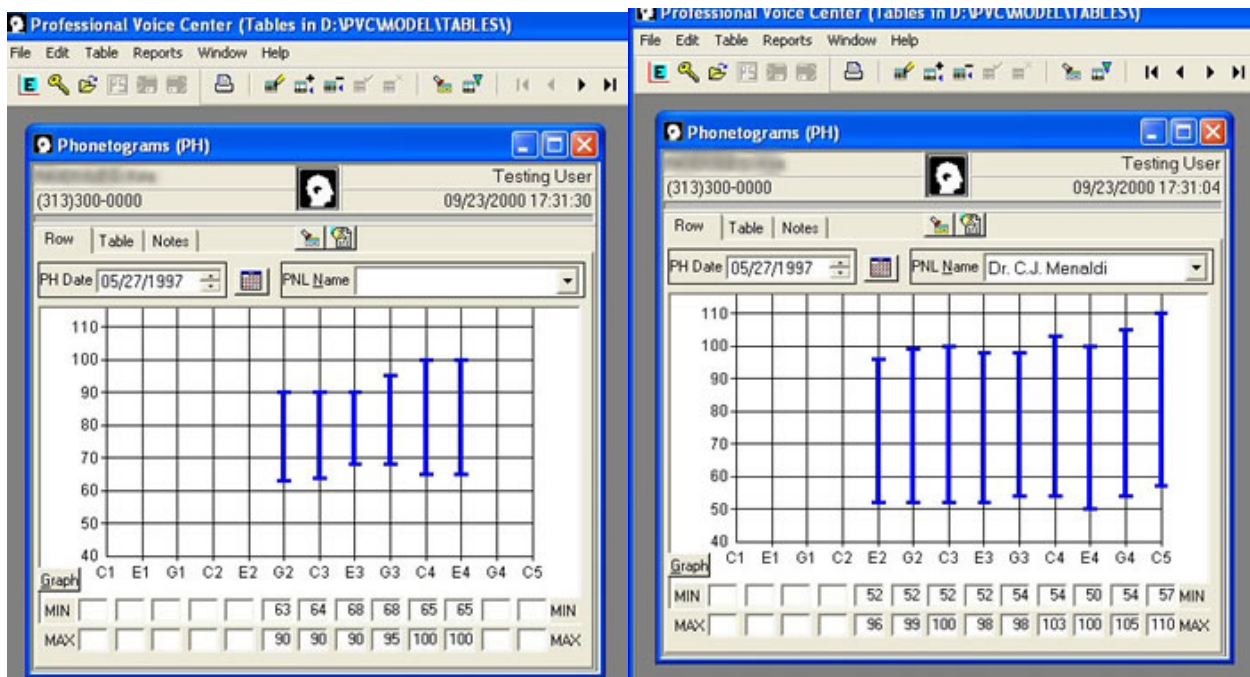 Professional Voice Center (Tables in D:\PVC\MODEL\TABLES\)
File Edit Table Reports Window Help
E PS
Phonetograms (PH)
Testing User
(313)300-0000 09/23/2000 17:31:30
Row Table Notes
PH Date 05/27/1997 PNL Name
110
100
90
80
70
60
50
40
Graph C1 E1 G1 C2 E2 G2 C3 E3 G3 C4 E4 G4 C5
MIN 63 64 68 68 65 65 MIN
MAX 90 90 90 95 100 100 MAX
Professional Voice Center (Tables in D:\PVC\MODEL\TABLES\)
File Edit Table Reports Window Help
E PS
Phonetograms (PH)
Testing User
(313)300-0000 09/23/2000 17:31:04
Row Table Notes
PH Date 05/27/1997 PNL Name Dr. C.J. Menaldi
110
100
90
80
70
60
50
40
Graph C1 E1 G1 C2 E2 G2 C3 E3 G3 C4 E4 G4 C5
MIN 52 52 52 52 54 54 50 54 57 MIN
MAX 96 99 100 98 98 103 100 105 110 MAX